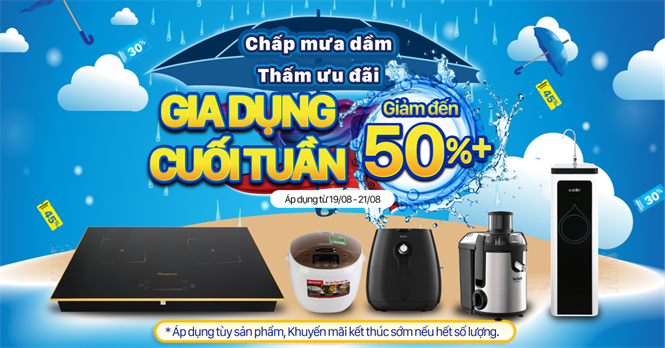 Chấp mưa dầm
Thấm ưu đãi
GIA DỤNG
CUỐI TUẦN
Giảm đến
50%+
Áp dụng từ 19/08 - 21/08
30%
45%
45%
30%
* Áp dụng tùy sản phẩm, Khuyến mãi kết thúc sớm nếu hết số lượng.